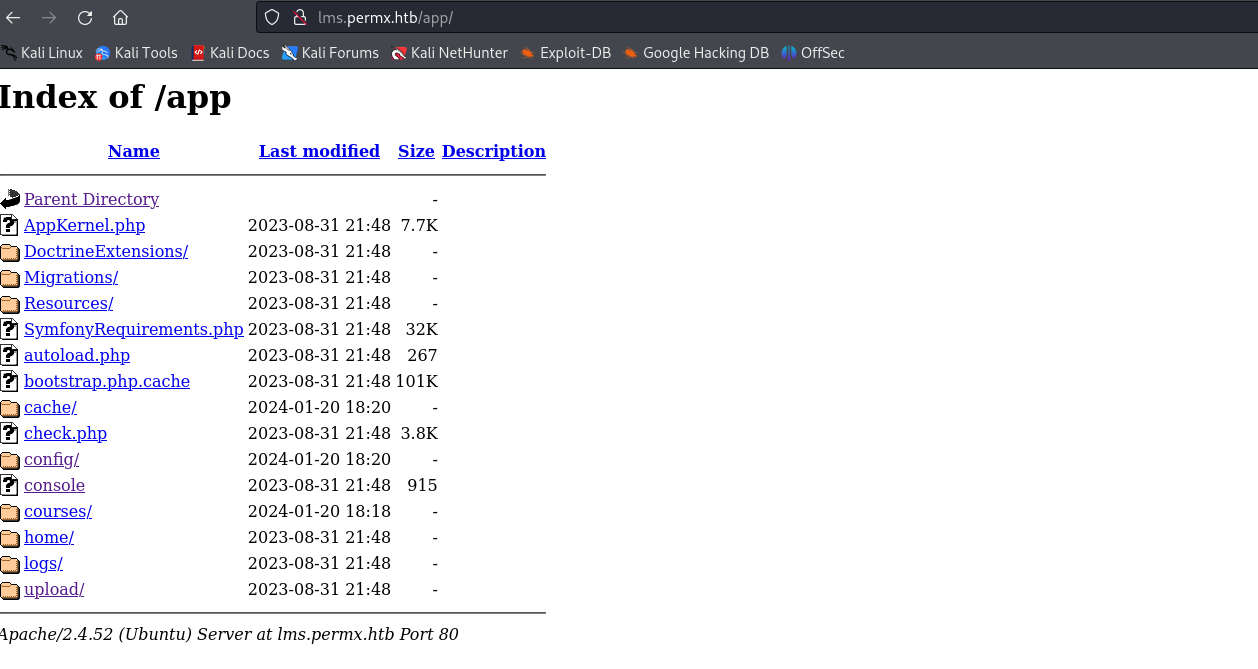 lms.permx.htb/app/
Kali Linux Kali Tools Kali Docs Kali Forums Kali NetHunter Exploit-DB Google Hacking DB OffSec
Index of /app
Name Last modified Size Description
Parent Directory -
AppKernel.php 2023-08-31 21:48 7.7K
DoctrineExtensions/ 2023-08-31 21:48 -
Migrations/ 2023-08-31 21:48 -
Resources/ 2023-08-31 21:48 -
SymfonyRequirements.php 2023-08-31 21:48 32K
autoload.php 2023-08-31 21:48 267
bootstrap.php.cache 2023-08-31 21:48 101K
cache/ 2024-01-20 18:20 -
check.php 2023-08-31 21:48 3.8K
config/ 2024-01-20 18:20 -
console 2023-08-31 21:48 915
courses/ 2024-01-20 18:18 -
home/ 2023-08-31 21:48 -
logs/ 2023-08-31 21:48 -
upload/ 2023-08-31 21:48 -
Apache/2.4.52 (Ubuntu) Server at lms.permx.htb Port 80